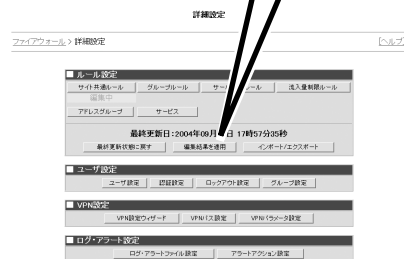 詳細設定
ファイアウォール > 詳細設定 [ヘルプ]
■ ルール設定
サイト共通ルール グループルール 流入量制限ルール
編集中
アドレスグループ サービス
最終更新日:2004年09月 日 17時57分35秒
最終更新状態に戻す 編集結果を適用 インポート/エクスポート
■ ユーザ設定
ユーザ設定 認証設定 ロックアウト設定 グループ設定
■ VPN設定
VPN設定ウィザード VPNパス設定 VPNパラメータ設定
■ ログ・アラート設定
ログ・アラートファイル設定 アラートアクション設定